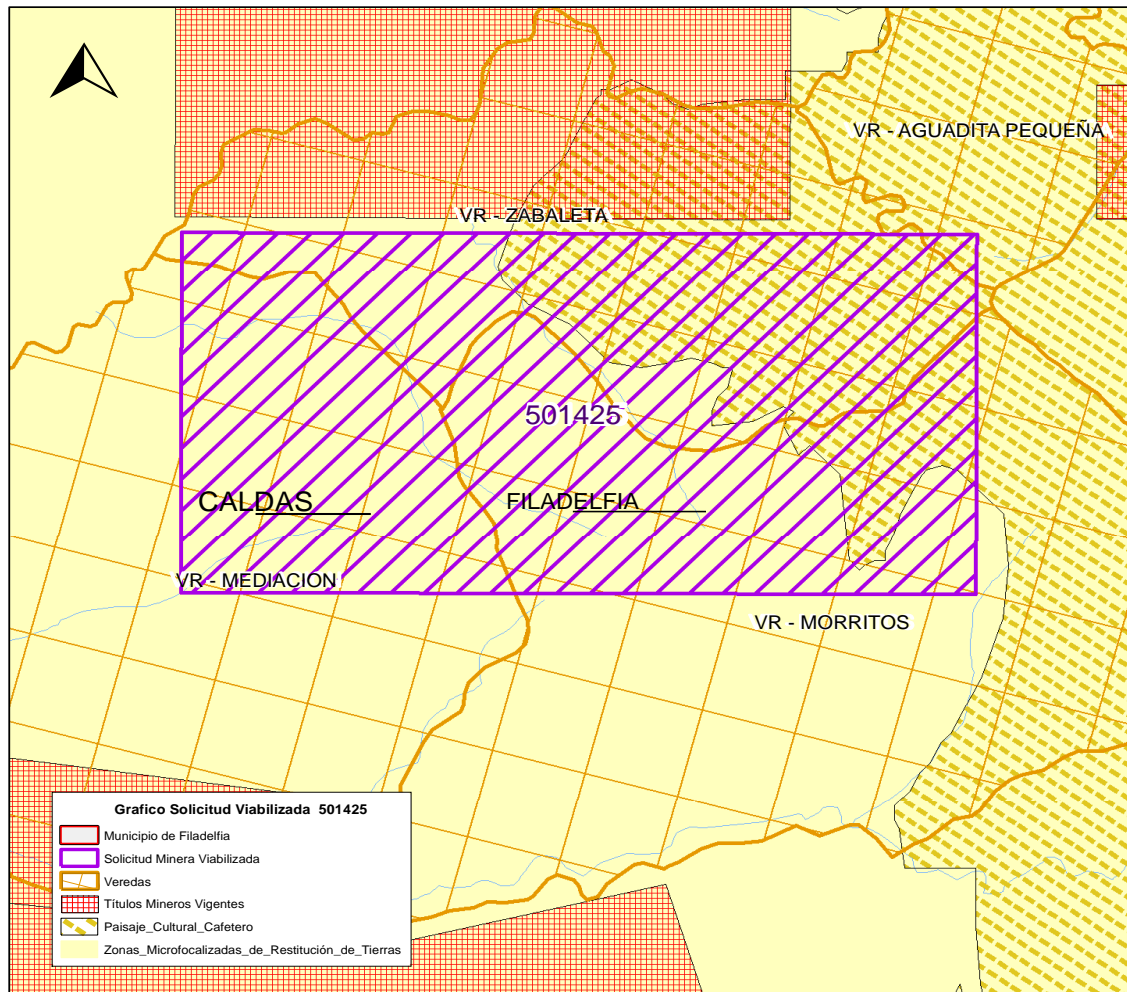 VR - AGUADITA PEQUEÑA
VR - ZABALETA
501425
CALDAS
FILADELFIA
VR - MEDIACION
VR - MORRITOS
Grafico Solicitud Viabilizada 501425
Municipio de Filadelfia
Solicitud Minera Viabilizada
Veredas
Títulos Mineros Vigentes
Paisaje_Cultural_Cafetero
Zonas_Microfocalizadas_de_Restitución_de_Tierras